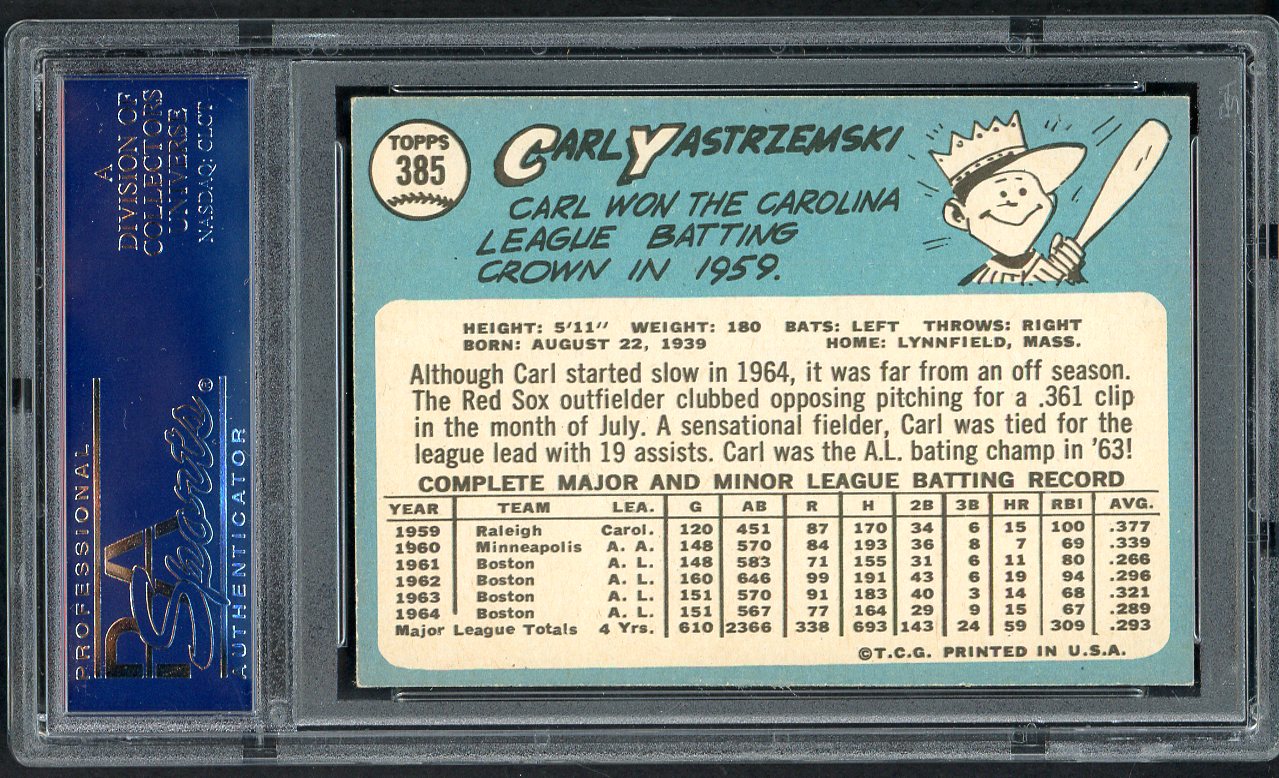 A
DIVISION OF
COLLECTORS
UNIVERSE
NASDAQ: CLCT
PROFESSIONAL
PSA
Sports®
AUTHENTICATOR
TOPPS
385
CARL YASTRZEMSKI
CARL WON THE CAROLINA
LEAGUE BATTING
CROWN IN 1959.
HEIGHT: 5'11" WEIGHT: 180 BATS: LEFT THROWS: RIGHT
BORN: AUGUST 22, 1939 HOME: LYNNFIELD, MASS.
Although Carl started slow in 1964, it was far from an off season.
The Red Sox outfielder clubbed opposing pitching for a .361 clip
in the month of July. A sensational fielder, Carl was tied for the
league lead with 19 assists. Carl was the A.L. bating champ in '63!
COMPLETE MAJOR AND MINOR LEAGUE BATTING RECORD
YEAR TEAM LEA. G AB R H 2B 3B HR RBI AVG.
1959 Raleigh Carol. 120 451 87 170 34 6 15 100 .377
1960 Minneapolis A. A. 148 570 84 193 36 8 7 69 .339
1961 Boston A. L. 148 583 71 155 31 6 11 80 .266
1962 Boston A. L. 160 646 99 191 43 6 19 94 .296
1963 Boston A. L. 151 570 91 183 40 3 14 68 .321
1964 Boston A. L. 151 567 77 164 29 9 15 67 .289
Major League Totals 4 Yrs. 610 2366 338 693 143 24 59 309 .293
©T.C.G. PRINTED IN U.S.A.